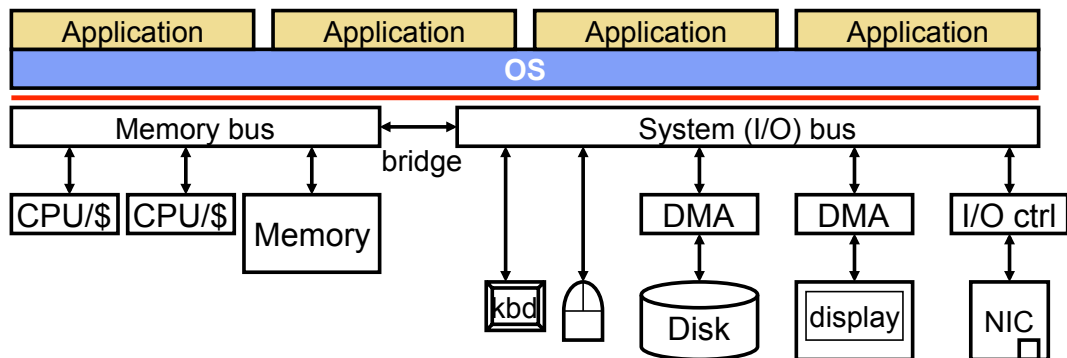 Application Application Application Application
OS
Memory bus System (I/O) bus
bridge
CPU/$ CPU/$ DMA DMA I/O ctrl
Memory
kbd Disk display NIC